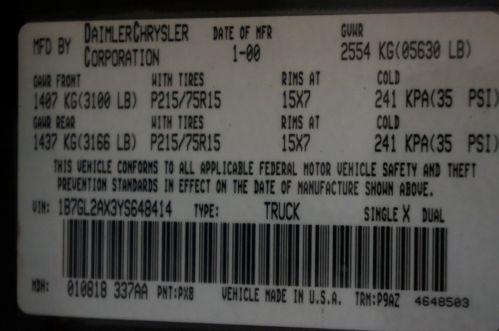 MFD BY DAIMLERCHRYSLER CORPORATION DATE OF MFR 1-00 GVWR 2554 KG(05630 LB)
GAWR FRONT WITH TIRES RIMS AT COLD
1407 KG(3100 LB) P215/75R15 15X7 241 KPA(35 PSI)
GAWR REAR WITH TIRES RIMS AT COLD
1437 KG(3166 LB) P215/75R15 15X7 241 KPA(35 PSI)
THIS VEHICLE CONFORMS TO ALL APPLICABLE FEDERAL MOTOR VEHICLE SAFETY AND THEFT
PREVENTION STANDARDS IN EFFECT ON THE DATE OF MANUFACTURE SHOWN ABOVE.
VIN: 1B7GL2AX3YS648414 TYPE: TRUCK SINGLE X DUAL
MDH: 010818 337AA PNT:PX8 VEHICLE MADE IN U.S.A. TRM:P9AZ 4648503